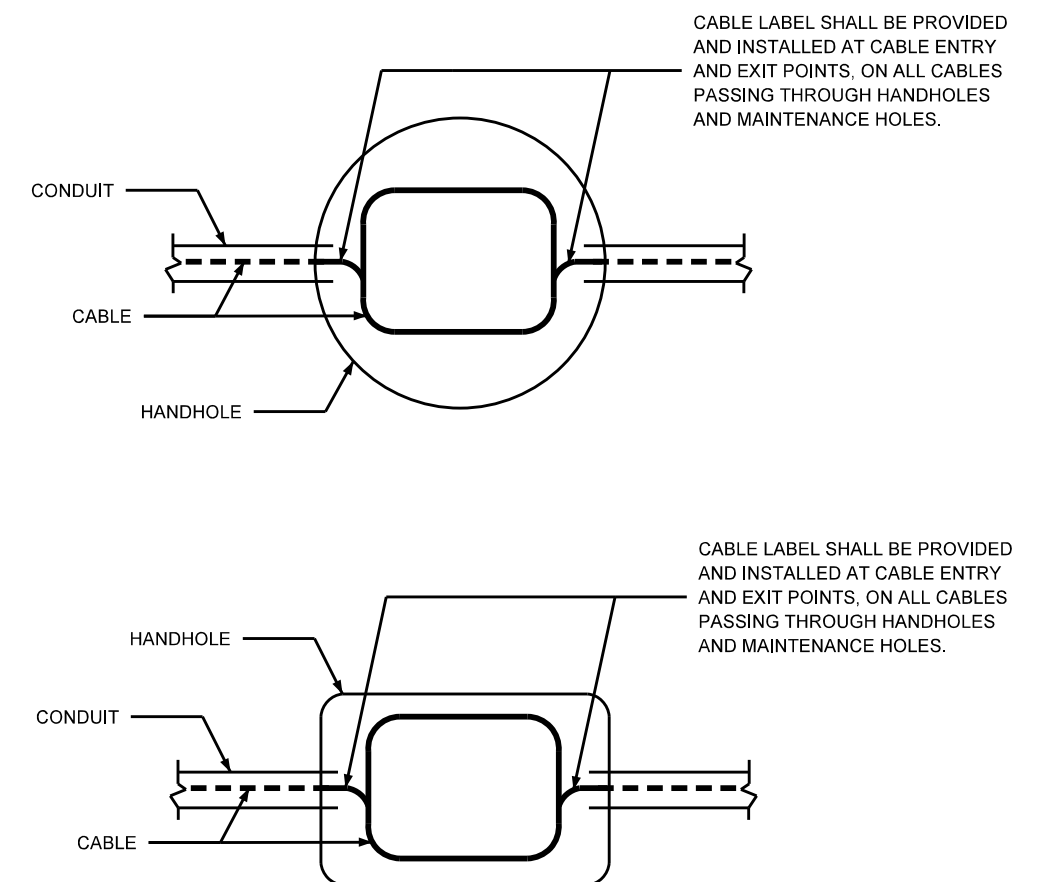 CABLE LABEL SHALL BE PROVIDED
AND INSTALLED AT CABLE ENTRY
AND EXIT POINTS, ON ALL CABLES
PASSING THROUGH HANDHOLES
AND MAINTENANCE HOLES.
CONDUIT
CABLE
HANDHOLE
CABLE LABEL SHALL BE PROVIDED
AND INSTALLED AT CABLE ENTRY
AND EXIT POINTS, ON ALL CABLES
PASSING THROUGH HANDHOLES
AND MAINTENANCE HOLES.
HANDHOLE
CONDUIT
CABLE